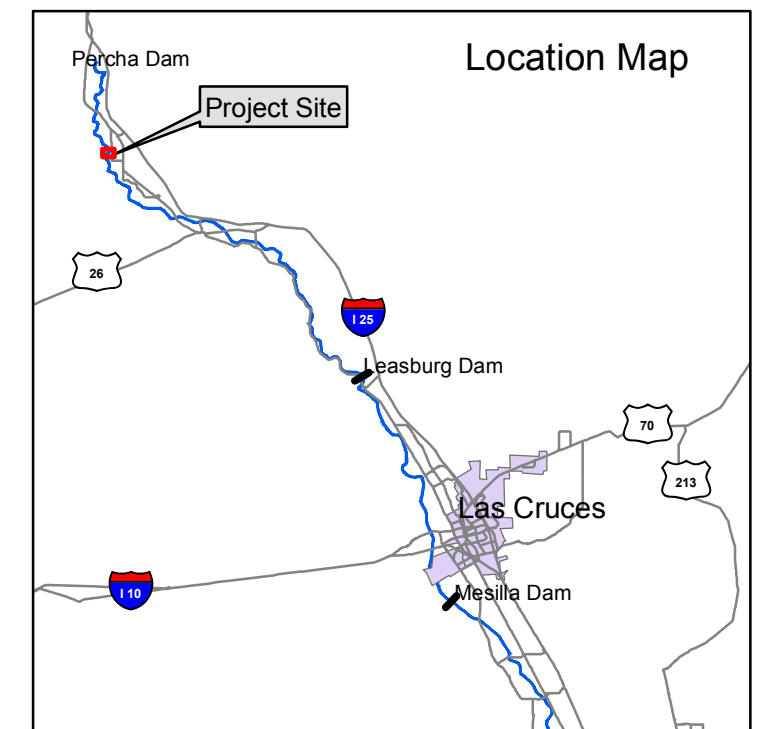 Location Map
Percha Dam
Project Site
26
I 25
Leasburg Dam
70
213
Las Cruces
I 10
Mesilla Dam